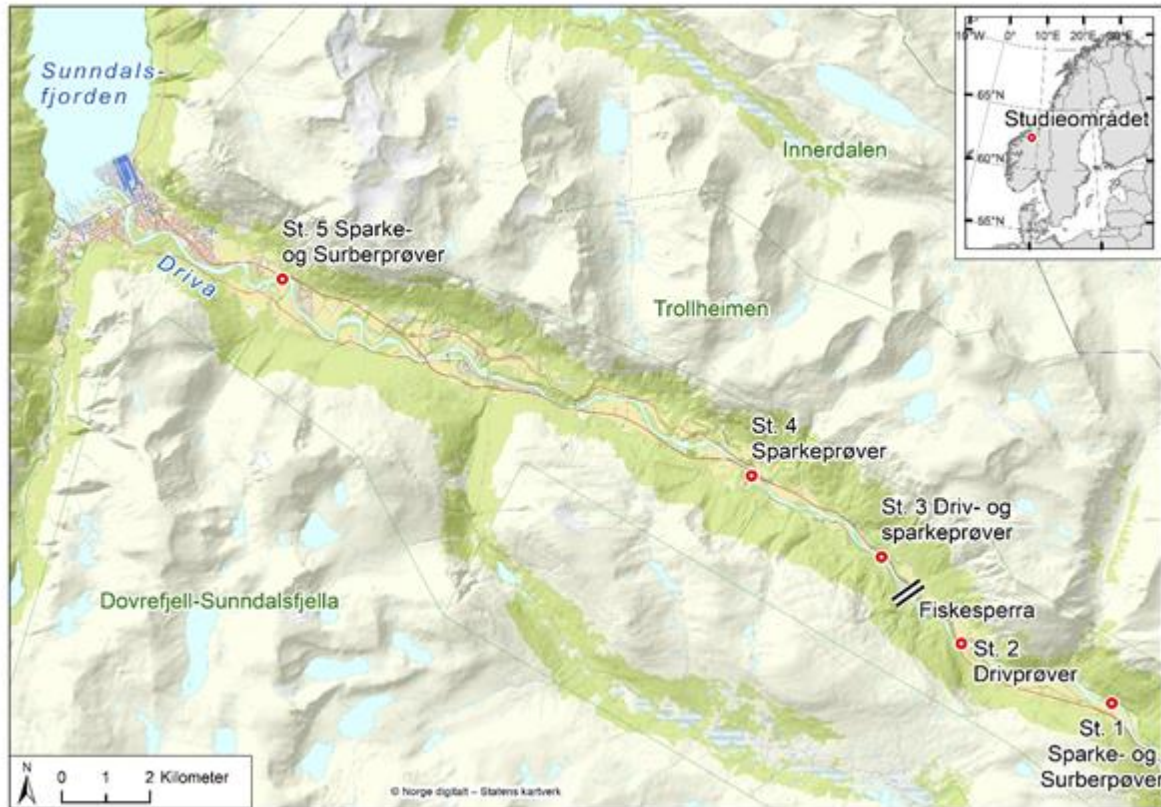 Sunndals-
fjorden
10°W
0°
10°E
20°E
30°E
65°N
Studieområdet
60°N
55°N
Innerdalen
St. 5 Sparke-
og Surberprøver
Driva
Trollheimen
St. 4
Sparkeprøver
St. 3 Driv- og
sparkeprøver
Fiskesperra
Dovrefjell-Sunndalsfjella
St. 2
Drivprøver
St. 1
Sparke- og
Surberpøver
N
0 1 2 Kilometer
© Norge digitalt – Statens kartverk